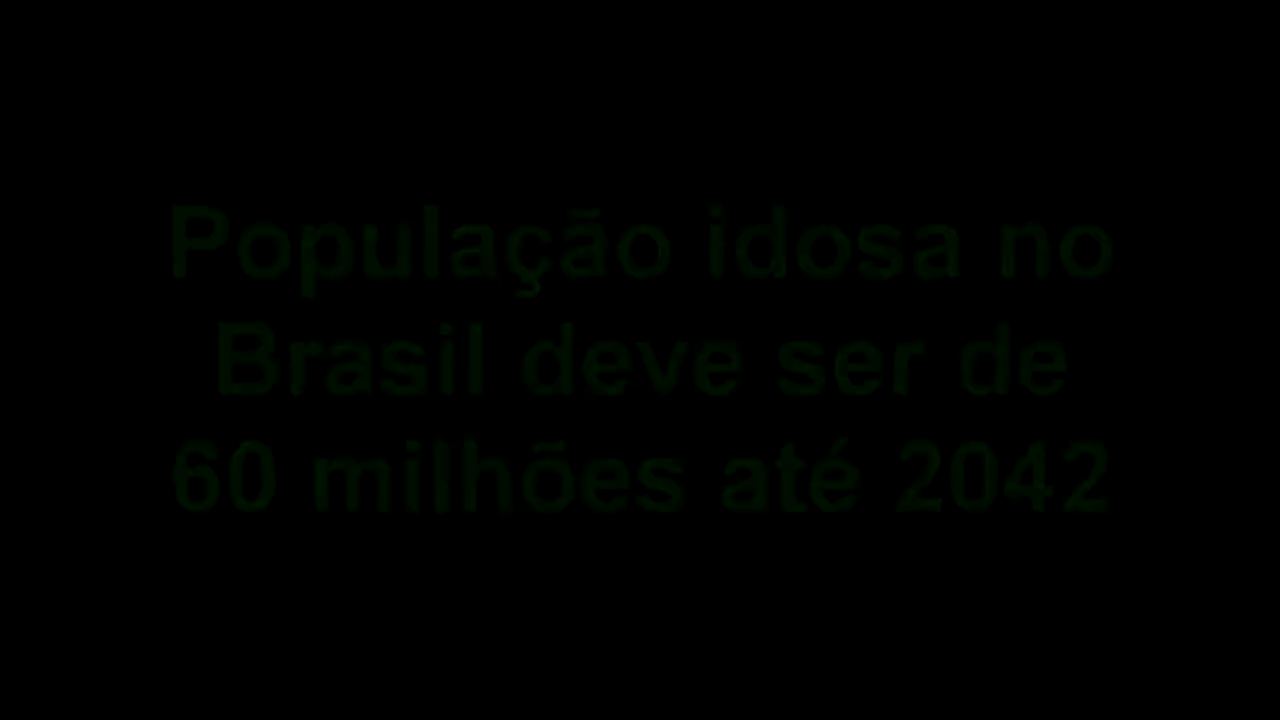 População idosa no
Brasil deve ser de
60 milhões até 2042